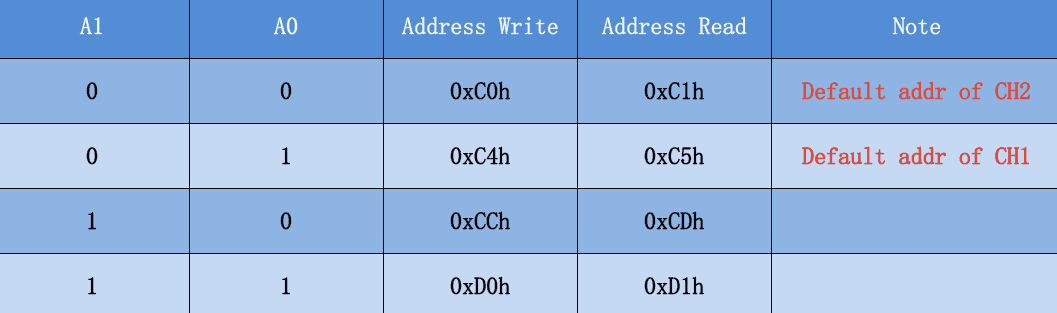 A1 A0 Address Write Address Read Note
0 0 0xC0h 0xC1h Default addr of CH2
0 1 0xC4h 0xC5h Default addr of CH1
1 0 0xCCh 0xCDh
1 1 0xD0h 0xD1h